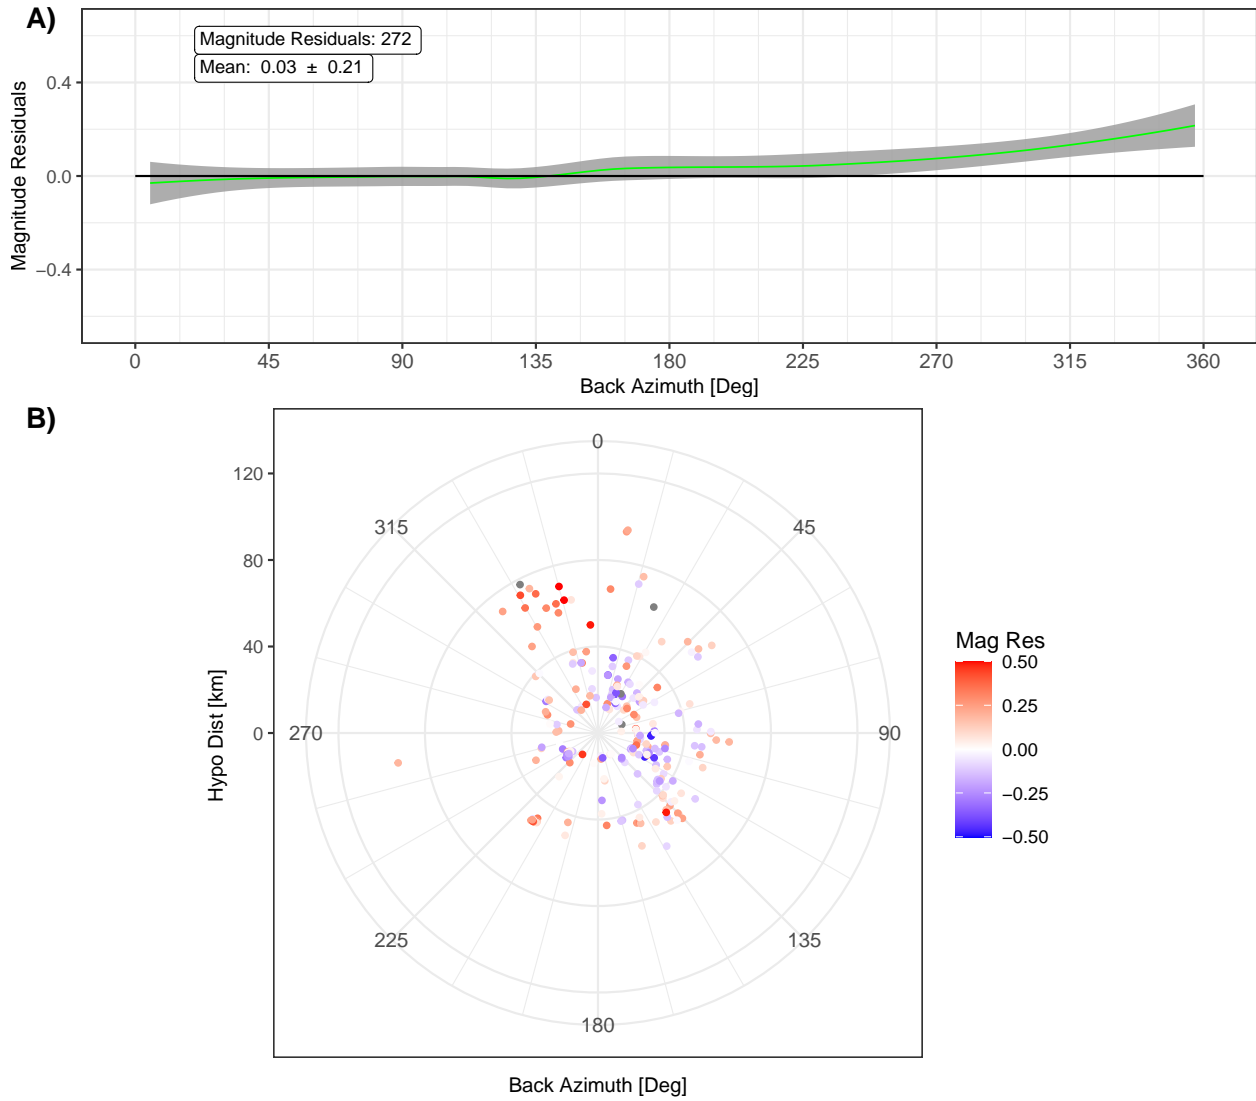 A)
Magnitude Residuals: 272
Mean:  0.03  ±  0.21
Magnitude Residuals
0.4
0.0
−0.4
0 45 90 135 180 225 270 315 360
Back Azimuth [Deg]
B)
Hypo Dist [km]
120
80
40
0
0
45
90
135
180
225
270
315
Back Azimuth [Deg]
Mag Res
0.50
0.25
0.00
−0.25
−0.50